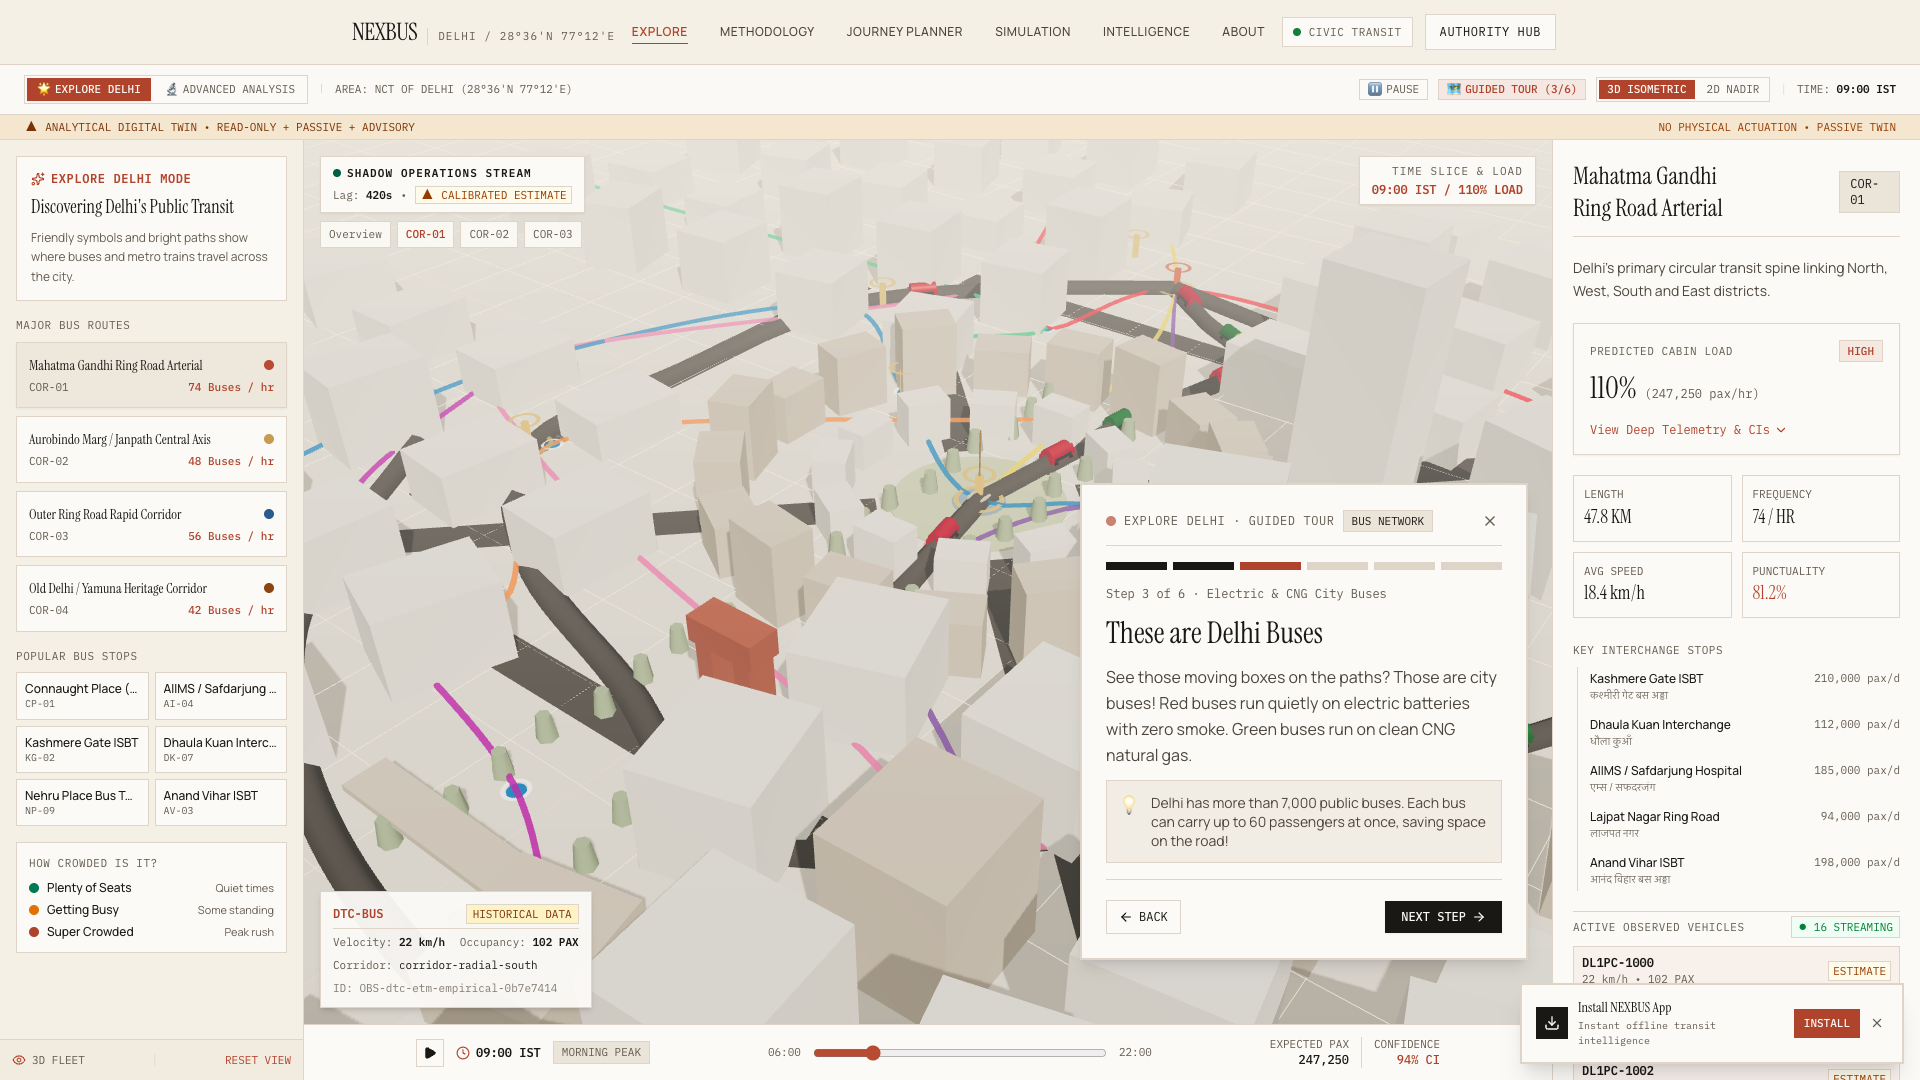 NEXBUS
DELHI / 28°36'N 77°12'E
EXPLORE
METHODOLOGY
JOURNEY PLANNER
SIMULATION
INTELLIGENCE
ABOUT
CIVIC TRANSIT
AUTHORITY HUB
EXPLORE DELHI
ADVANCED ANALYSIS
AREA: NCT OF DELHI (28°36'N 77°12'E)
PAUSE
GUIDED TOUR (3/6)
3D ISOMETRIC
2D NADIR
TIME: 09:00 IST
ANALYTICAL DIGITAL TWIN • READ-ONLY + PASSIVE + ADVISORY
NO PHYSICAL ACTUATION • PASSIVE TWIN
EXPLORE DELHI MODE
Discovering Delhi's Public Transit
Friendly symbols and bright paths show
where buses and metro trains travel across
the city.
MAJOR BUS ROUTES
Mahatma Gandhi Ring Road Arterial
COR-01
74 Buses / hr
Aurobindo Marg / Janpath Central Axis
COR-02
48 Buses / hr
Outer Ring Road Rapid Corridor
COR-03
56 Buses / hr
Old Delhi / Yamuna Heritage Corridor
COR-04
42 Buses / hr
POPULAR BUS STOPS
Connaught Place (...
CP-01
AIIMS / Safdarjung ...
AI-04
Kashmere Gate ISBT
KG-02
Dhaula Kuan Interc...
DK-07
Nehru Place Bus T...
NP-09
Anand Vihar ISBT
AV-03
HOW CROWDED IS IT?
Plenty of Seats
Quiet times
Getting Busy
Some standing
Super Crowded
Peak rush
3D FLEET
RESET VIEW
SHADOW OPERATIONS STREAM
Lag: 420s •
CALIBRATED ESTIMATE
Overview
COR-01
COR-02
COR-03
TIME SLICE & LOAD
09:00 IST / 110% LOAD
EXPLORE DELHI · GUIDED TOUR
BUS NETWORK
Step 3 of 6 · Electric & CNG City Buses
These are Delhi Buses
See those moving boxes on the paths? Those are city
buses! Red buses run quietly on electric batteries
with zero smoke. Green buses run on clean CNG
natural gas.
Delhi has more than 7,000 public buses. Each bus
can carry up to 60 passengers at once, saving space
on the road!
← BACK
NEXT STEP →
DTC-BUS
HISTORICAL DATA
Velocity: 22 km/h
Occupancy: 102 PAX
Corridor: corridor-radial-south
ID: OBS-dtc-etm-empirical-0b7e7414
09:00 IST
MORNING PEAK
06:00
22:00
EXPECTED PAX
247,250
CONFIDENCE
94% CI
Mahatma Gandhi
Ring Road Arterial
COR-
01
Delhi's primary circular transit spine linking North,
West, South and East districts.
PREDICTED CABIN LOAD
HIGH
110% (247,250 pax/hr)
View Deep Telemetry & CIs
LENGTH
47.8 KM
FREQUENCY
74 / HR
AVG SPEED
18.4 km/h
PUNCTUALITY
81.2%
KEY INTERCHANGE STOPS
Kashmere Gate ISBT
210,000 pax/d
कश्मीरी गेट बस अड्डा
Dhaula Kuan Interchange
112,000 pax/d
धौला कुआँ
AIIMS / Safdarjung Hospital
185,000 pax/d
एम्स / सफदरजंग
Lajpat Nagar Ring Road
94,000 pax/d
लाजपत नगर
Anand Vihar ISBT
198,000 pax/d
आनंद विहार बस अड्डा
ACTIVE OBSERVED VEHICLES
16 STREAMING
DL1PC-1000
22 km/h • 102 PAX
ESTIMATE
Install NEXBUS App
Instant offline transit
intelligence
INSTALL
DL1PC-1002
ESTIMATE